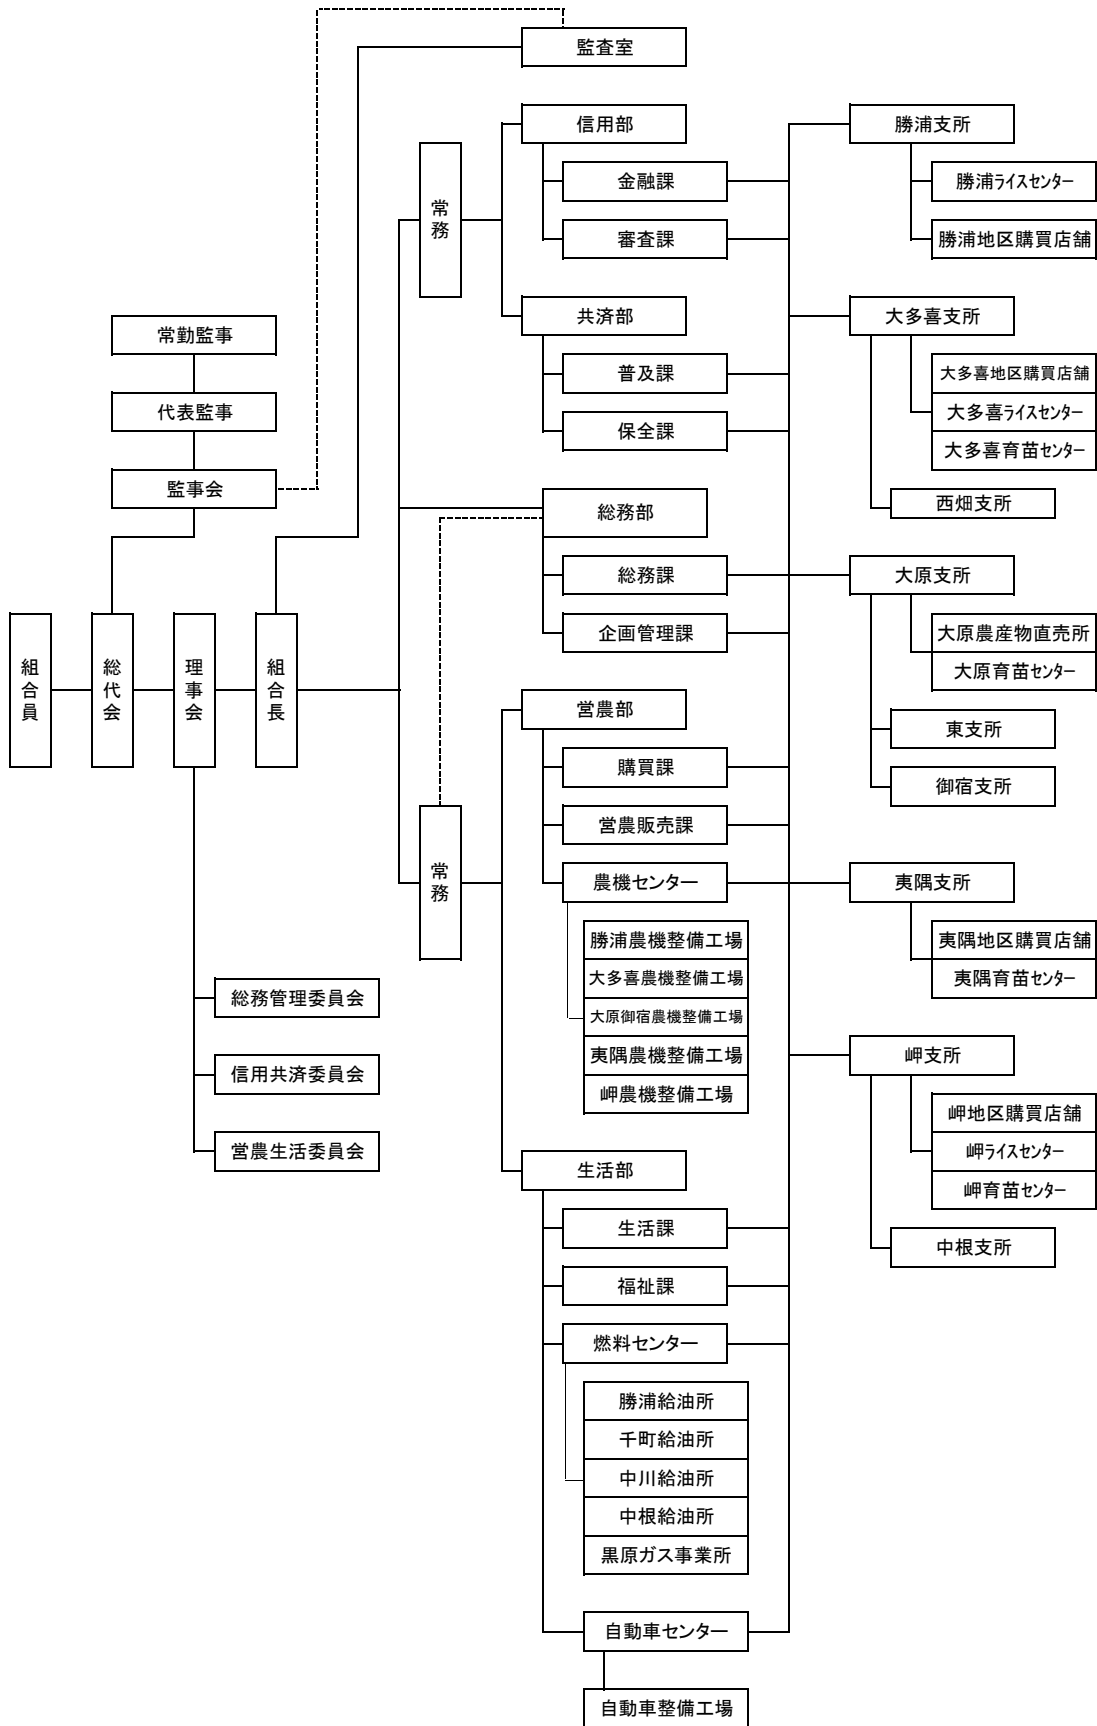 監査室
信用部
金融課
審査課
常務
共済部
普及課
保全課
常勤監事
代表監事
監事会
総務部
総務課
企画管理課
組合員
総代会
理事会
組合長
営農部
購買課
営農販売課
農機センター
常務
勝浦農機整備工場
大多喜農機整備工場
大原御宿農機整備工場
夷隅農機整備工場
岬農機整備工場
総務管理委員会
信用共済委員会
営農生活委員会
生活部
生活課
福祉課
燃料センター
勝浦給油所
千町給油所
中川給油所
中根給油所
黒原ガス事業所
自動車センター
自動車整備工場
勝浦支所
勝浦ライスセンター
勝浦地区購買店舗
大多喜支所
大多喜地区購買店舗
大多喜ライスセンター
大多喜育苗センター
西畑支所
大原支所
大原農産物直売所
大原育苗センター
東支所
御宿支所
夷隅支所
夷隅地区購買店舗
夷隅育苗センター
岬支所
岬地区購買店舗
岬ライスセンター
岬育苗センター
中根支所